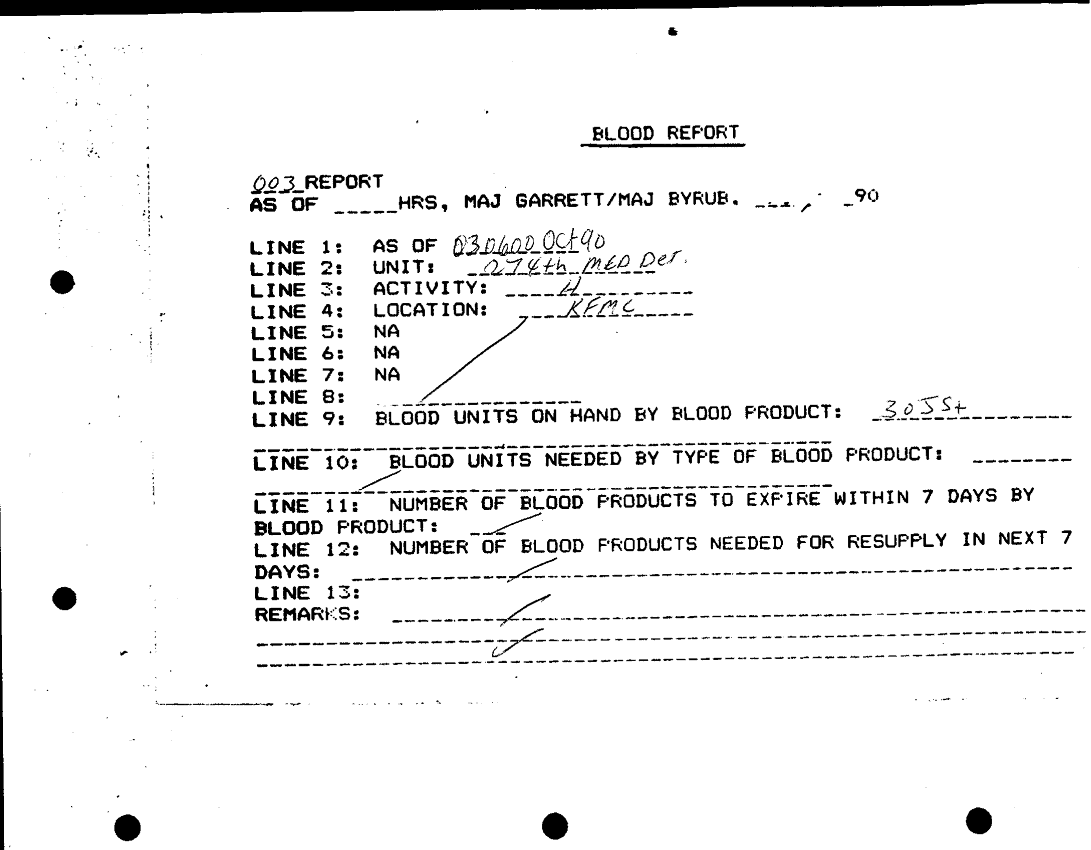 BLOOD REPORT
003 REPORT
AS OF _____HRS, MAJ GARRETT/MAJ BYRUB. ____, _90
LINE 1: AS OF 030600 Oct 90
LINE 2: UNIT: 274th MED Det.
LINE 3: ACTIVITY: H
LINE 4: LOCATION: KFMC
LINE 5: NA
LINE 6: NA
LINE 7: NA
LINE 8:
LINE 9: BLOOD UNITS ON HAND BY BLOOD PRODUCT:
LINE 10: BLOOD UNITS NEEDED BY TYPE OF BLOOD PRODUCT:
LINE 11: NUMBER OF BLOOD PRODUCTS TO EXPIRE WITHIN 7 DAYS BY
BLOOD PRODUCT:
LINE 12: NUMBER OF BLOOD PRODUCTS NEEDED FOR RESUPPLY IN NEXT 7
DAYS:
LINE 13:
REMARKS: